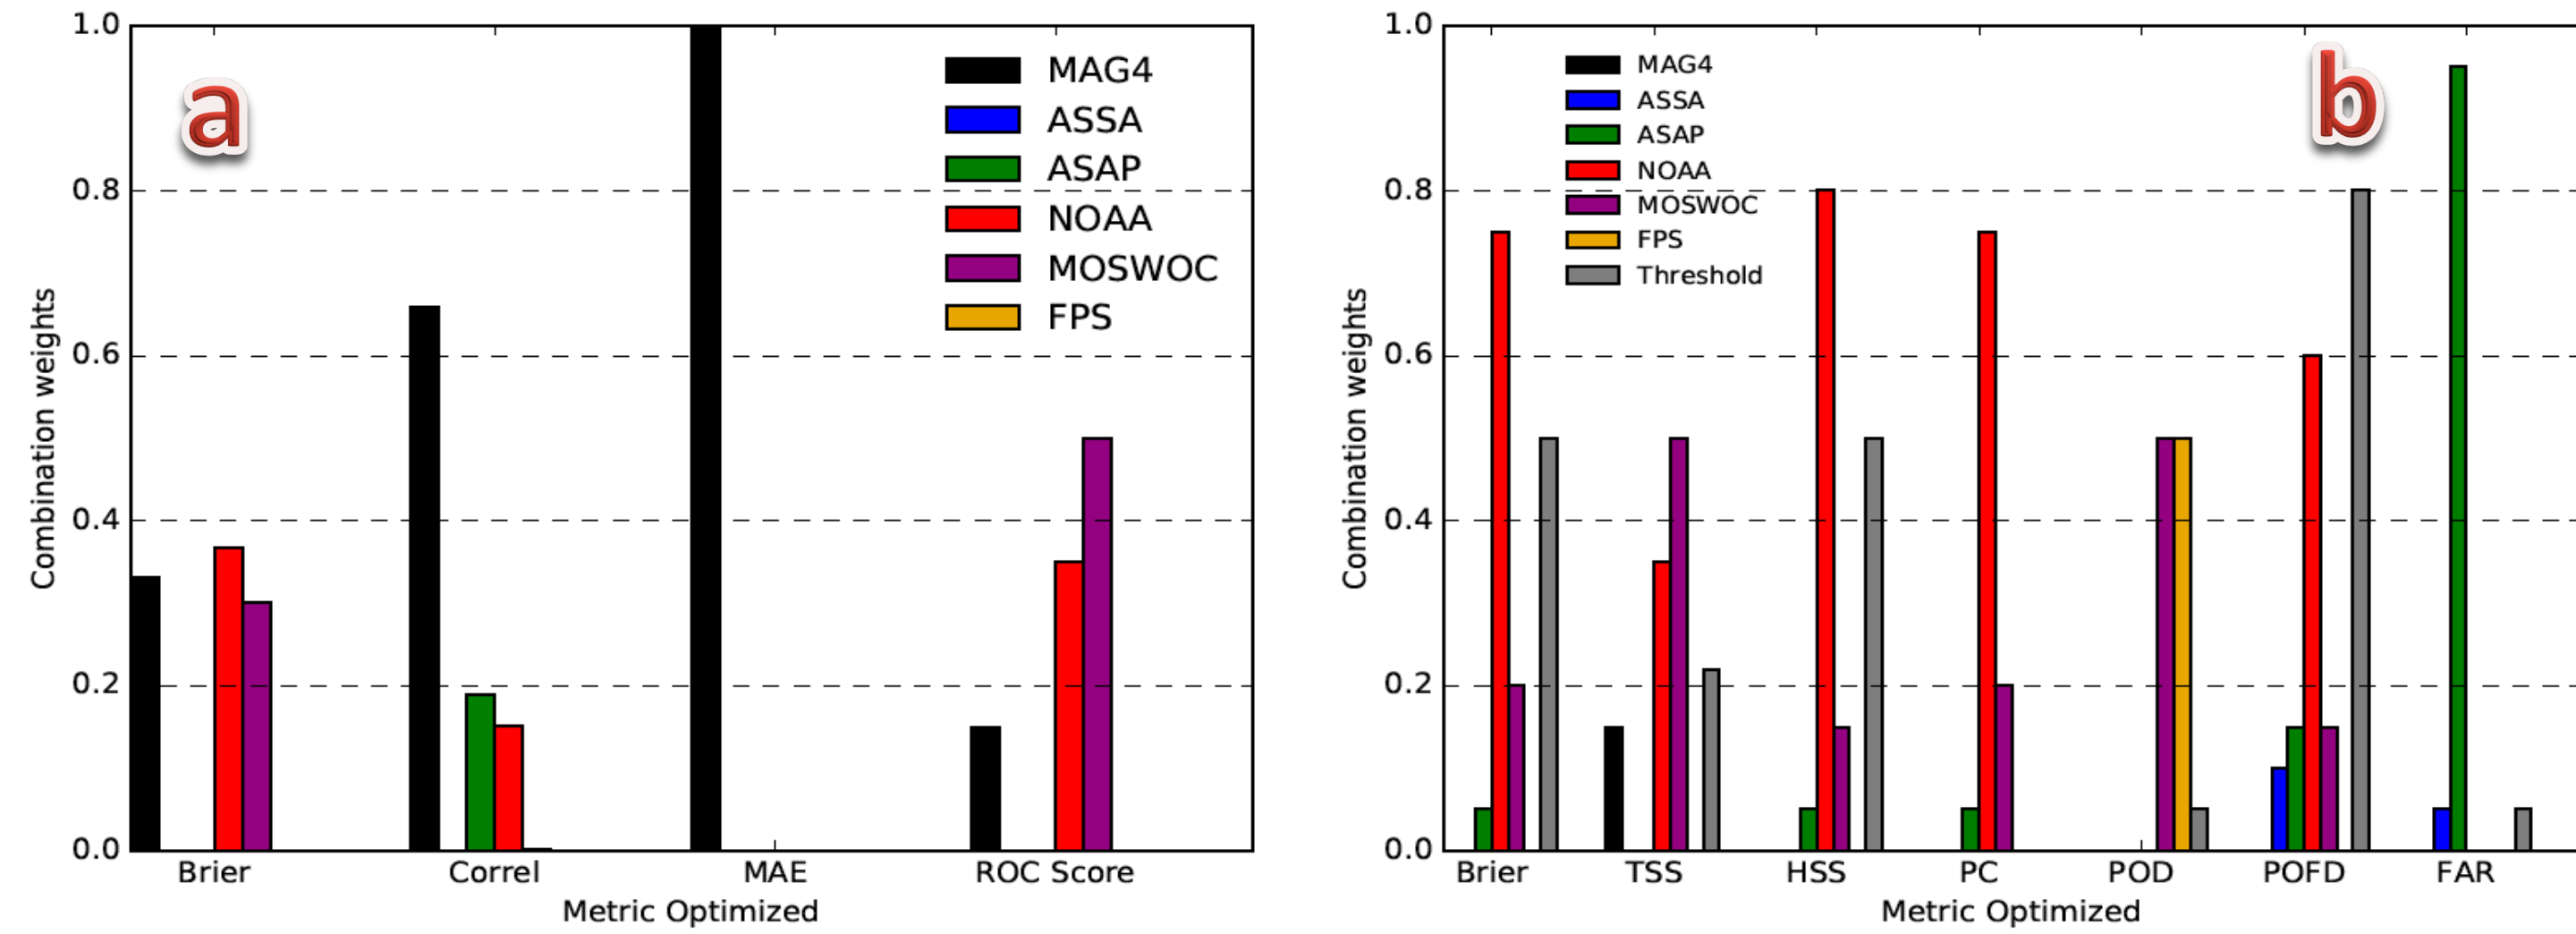 a
1.0
0.8
0.6
0.4
0.2
0.0
Combination weights
MAG4
ASSA
ASAP
NOAA
MOSWOC
FPS
Brier Correl MAE ROC Score
Metric Optimized
b
1.0
0.8
0.6
0.4
0.2
0.0
Combination weights
MAG4
ASSA
ASAP
NOAA
MOSWOC
FPS
Threshold
Brier TSS HSS PC POD POFD FAR
Metric Optimized